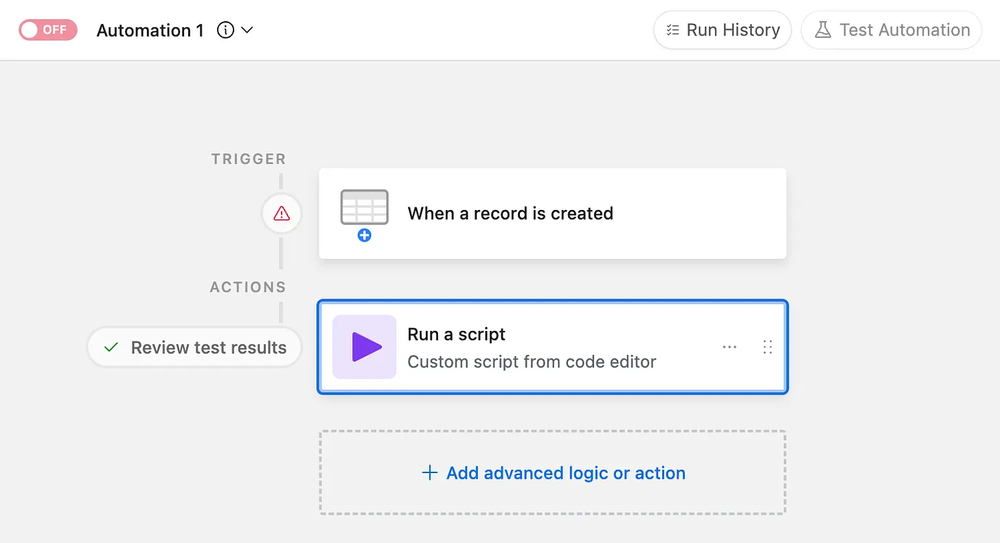 OFF
Automation 1
Run History
Test Automation
TRIGGER
When a record is created
ACTIONS
Review test results
Run a script
Custom script from code editor
Add advanced logic or action